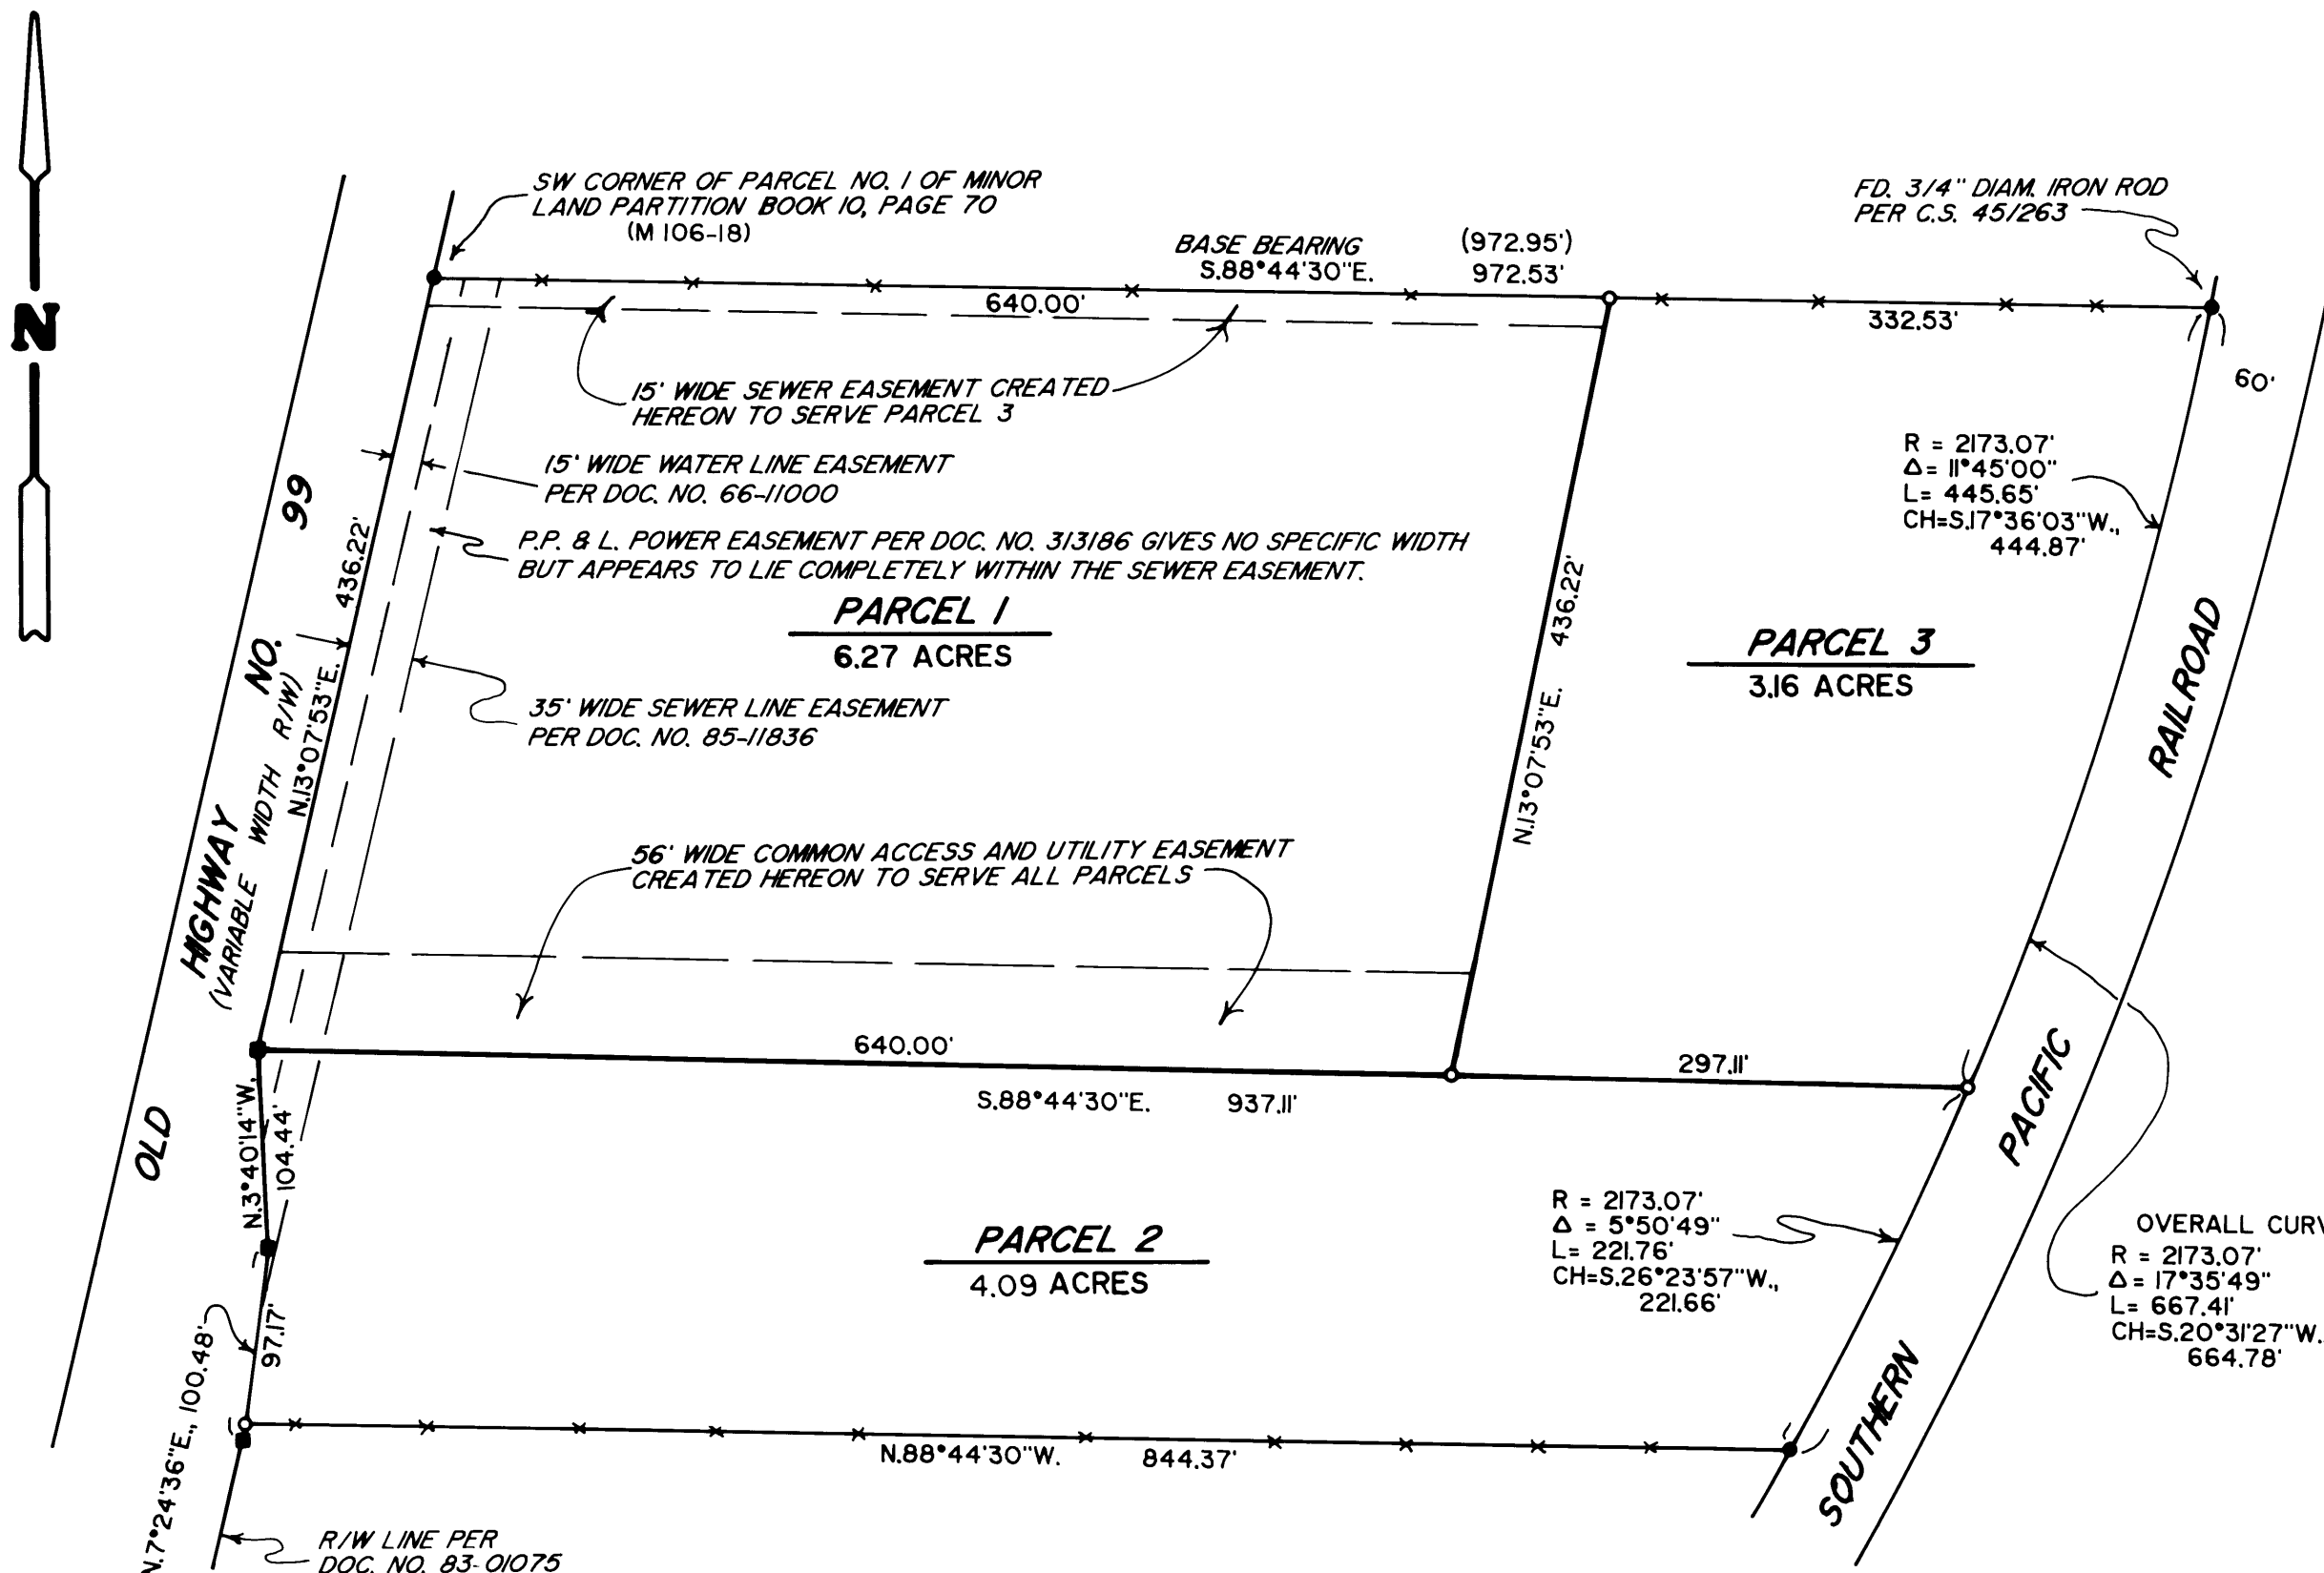 N
SW CORNER OF PARCEL NO. 1 OF MINOR
LAND PARTITION BOOK 10, PAGE 70
(M 106-18)
BASE BEARING
S.88°44'30"E.
(972.95')
972.53'
FD. 3/4" DIAM. IRON ROD
PER C.S. 45/263
640.00'
332.53'
60'
15' WIDE SEWER EASEMENT CREATED
HEREON TO SERVE PARCEL 3
15' WIDE WATER LINE EASEMENT
PER DOC. NO. 66-11000
P.P. & L. POWER EASEMENT PER DOC. NO. 313186 GIVES NO SPECIFIC WIDTH
BUT APPEARS TO LIE COMPLETELY WITHIN THE SEWER EASEMENT.
R = 2173.07'
Δ= 11°45'00"
L= 445.65'
CH=S.17°36'03"W.,
444.87'
PARCEL 1
6.27 ACRES
PARCEL 3
3.16 ACRES
35' WIDE SEWER LINE EASEMENT
PER DOC. NO. 85-11836
N.13°07'53"E. 436.22'
N.13°07'53"E. 436.22'
OLD HIGHWAY NO. 99
(VARIABLE WIDTH R/W)
56' WIDE COMMON ACCESS AND UTILITY EASEMENT
CREATED HEREON TO SERVE ALL PARCELS
SOUTHERN PACIFIC RAILROAD
640.00'
297.11'
S.88°44'30"E. 937.11'
N.3°40'14"W.
104.44'
PARCEL 2
4.09 ACRES
R = 2173.07'
Δ = 5°50'49"
L= 221.76'
CH=S.26°23'57"W.,
221.66'
OVERALL CURV
R = 2173.07'
Δ= 17°35'49"
L= 667.41'
CH=S.20°31'27"W.
664.78'
97.17'
N.7°24'36"E., 100.48'
N.88°44'30"W. 844.37'
R/W LINE PER
DOC. NO. 83-01075